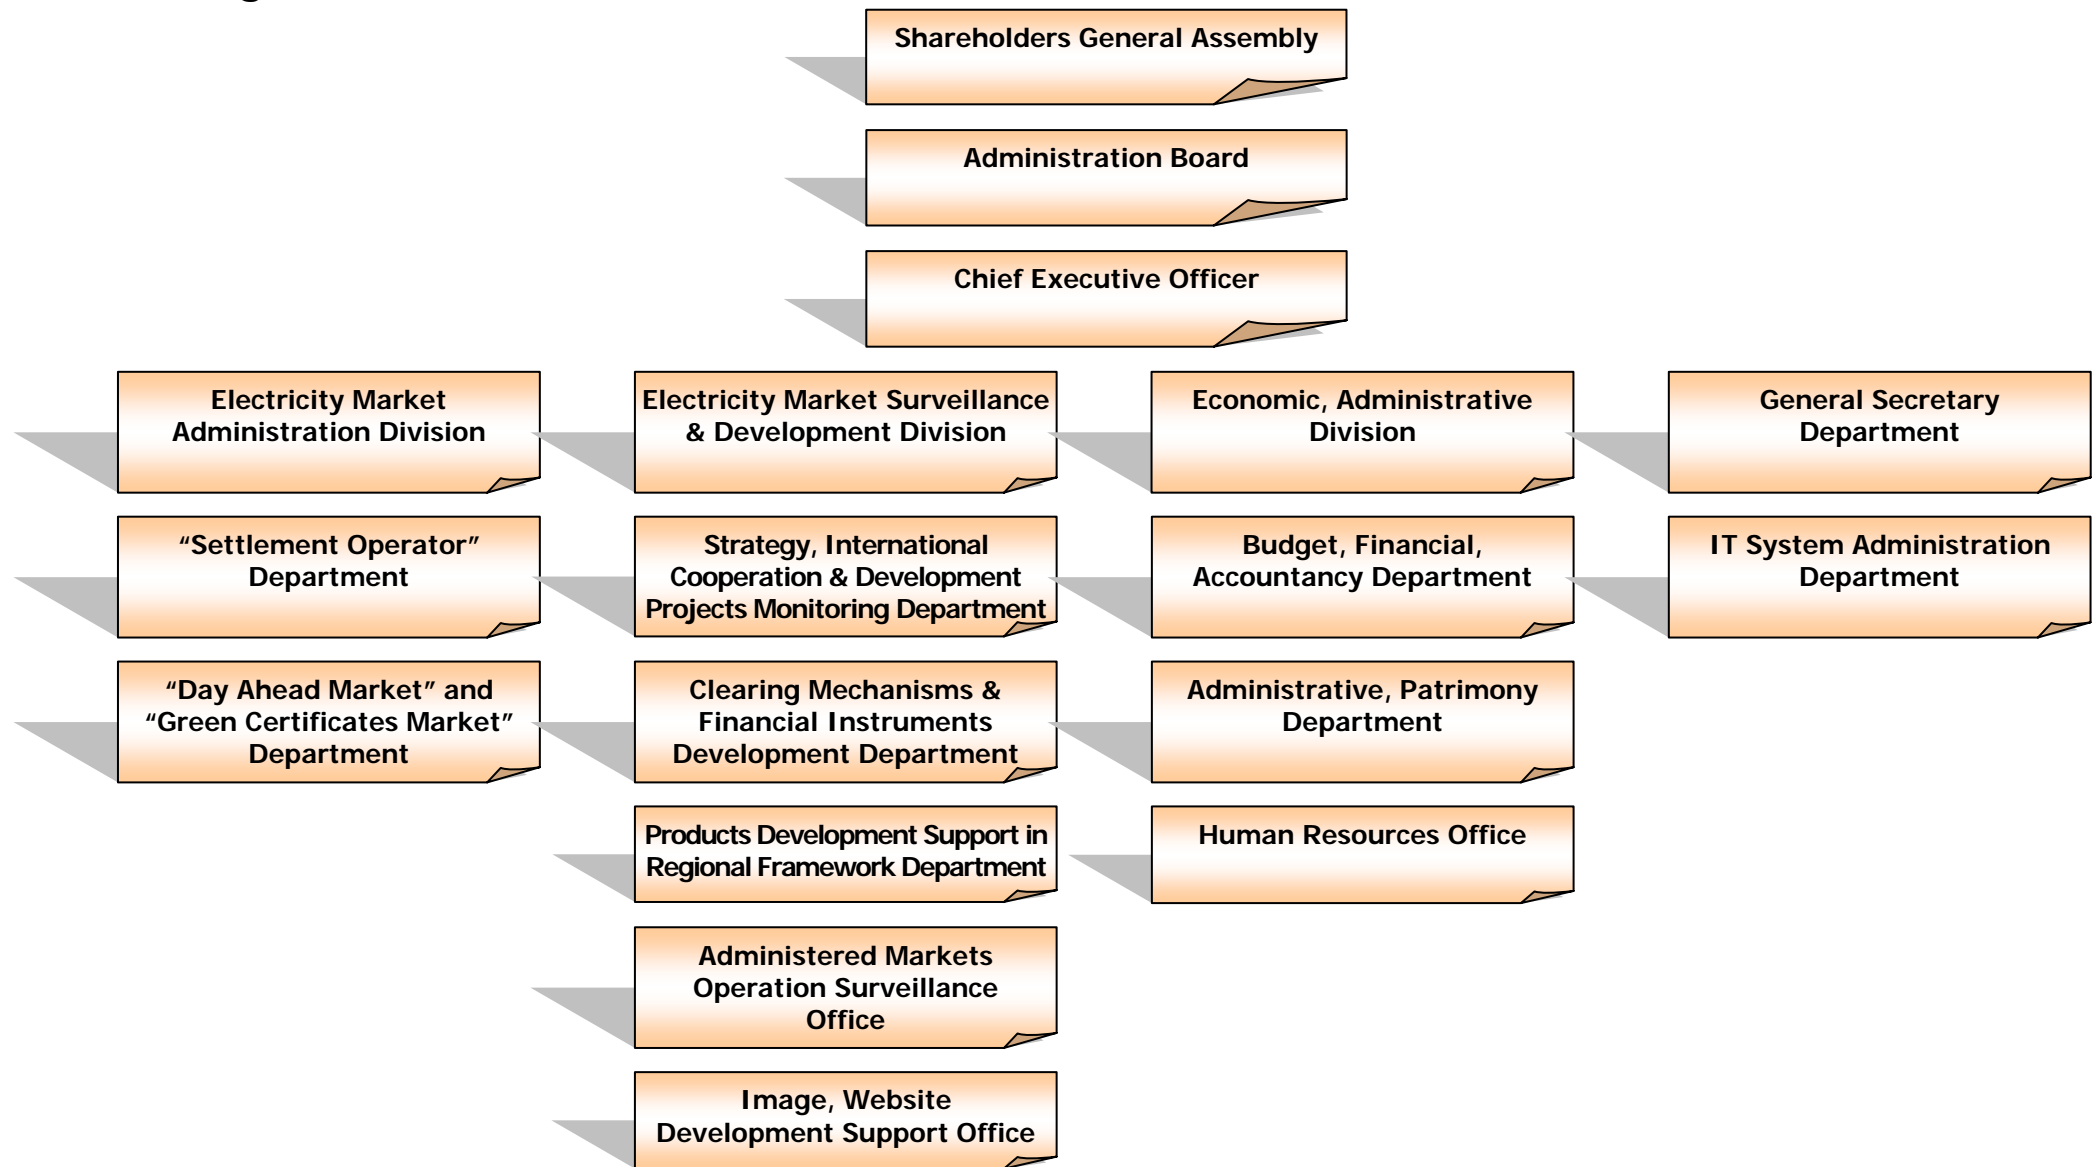 Shareholders General Assembly
Administration Board
Chief Executive Officer
Electricity Market
Administration Division
Electricity Market Surveillance
& Development Division
Economic, Administrative
Division
General Secretary
Department
“Settlement Operator”
Department
Strategy, International
Cooperation & Development
Projects Monitoring Department
Budget, Financial,
Accountancy Department
IT System Administration
Department
“Day Ahead Market” and
“Green Certificates Market”
Department
Clearing Mechanisms &
Financial Instruments
Development Department
Administrative, Patrimony
Department
Products Development Support in
Regional Framework Department
Human Resources Office
Administered Markets
Operation Surveillance
Office
Image, Website
Development Support Office